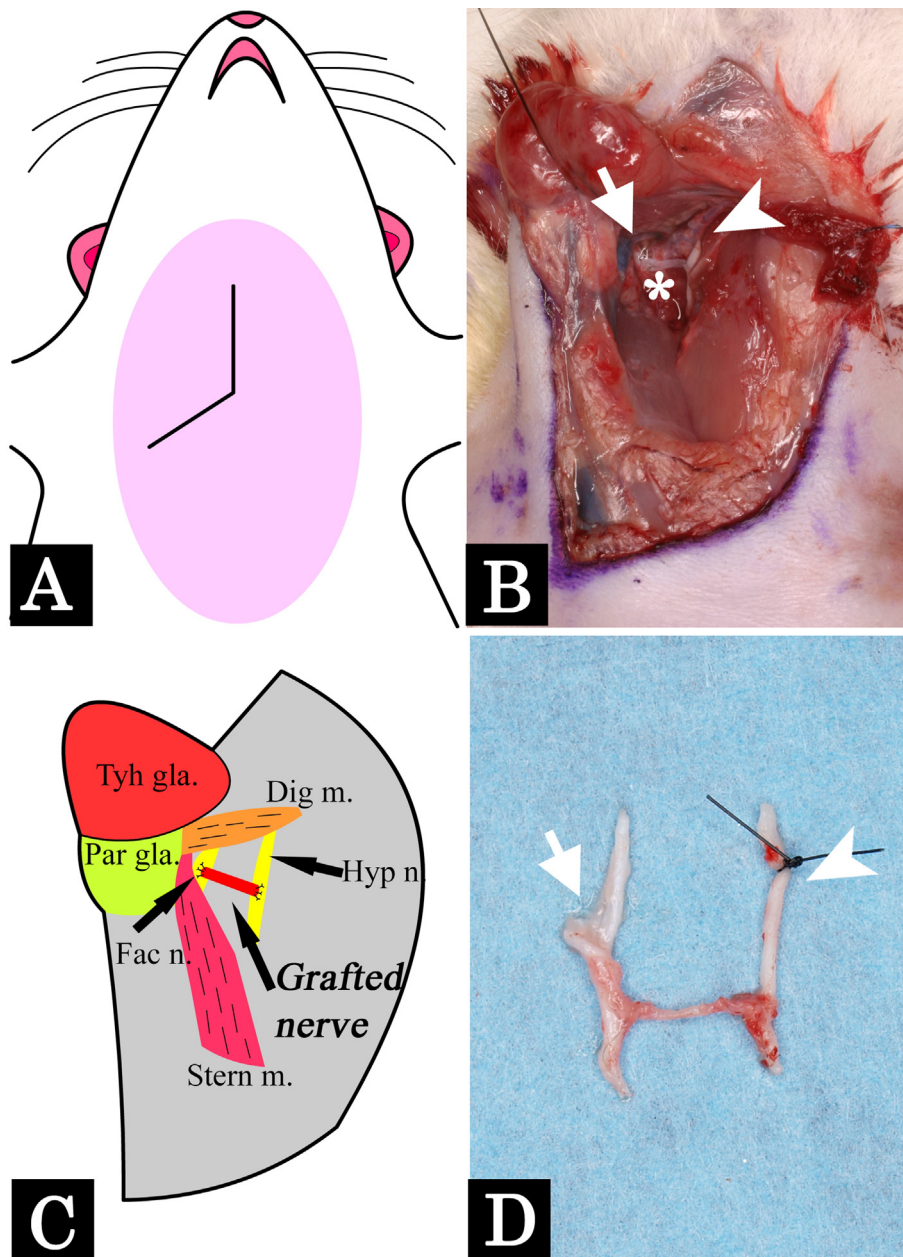 A
B
Tyh gla.
Dig m.
Par gla.
Hyp n.
Fac n.
Grafted
nerve
Stern m.
C
D